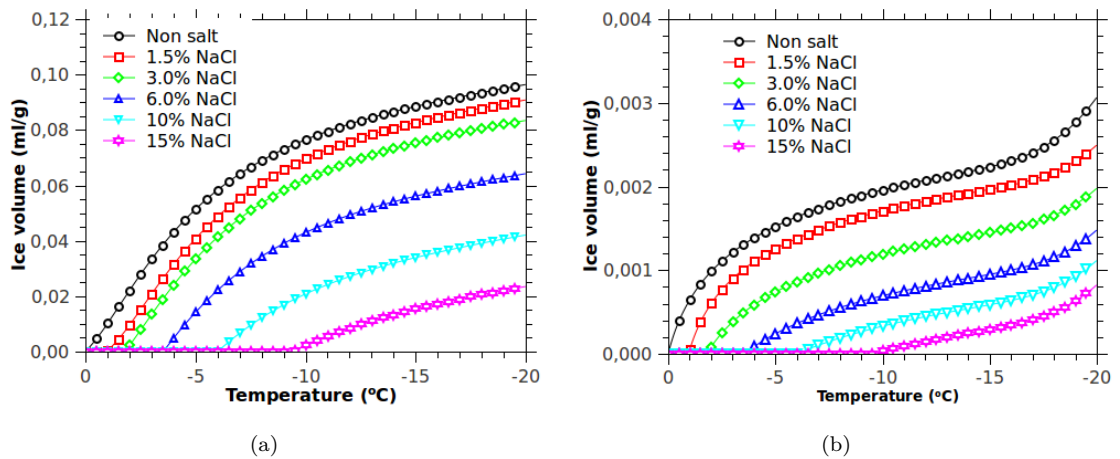 0,12
0,10
0,08
0,06
0,04
0,02
0,00
Ice volume (ml/g)
Non salt
1.5% NaCl
3.0% NaCl
6.0% NaCl
10% NaCl
15% NaCl
0 -5 -10 -15 -20
Temperature (ºC)
(a)
0,004
0,003
0,002
0,001
0,000
Ice volume (ml/g)
Non salt
1.5% NaCl
3.0% NaCl
6.0% NaCl
10% NaCl
15% NaCl
0 -5 -10 -15 -20
Temperature (ºC)
(b)